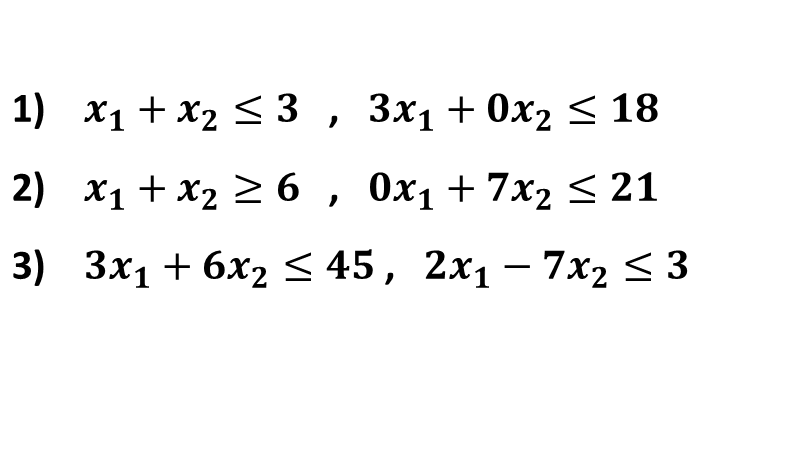 1) x₁ + x₂ ≤ 3 , 3x₁ + 0x₂ ≤ 18
2) x₁ + x₂ ≥ 6 , 0x₁ + 7x₂ ≤ 21
3) 3x₁ + 6x₂ ≤ 45 , 2x₁ − 7x₂ ≤ 3